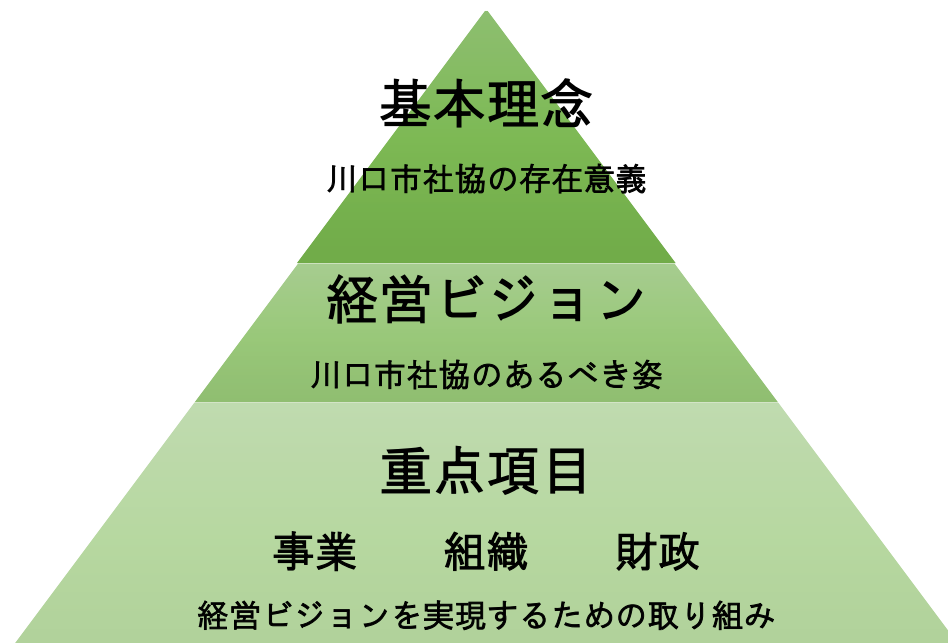 基本理念
川口市社協の存在意義
経営ビジョン
川口市社協のあるべき姿
重点項目
事業　　組織　　財政
経営ビジョンを実現するための取り組み